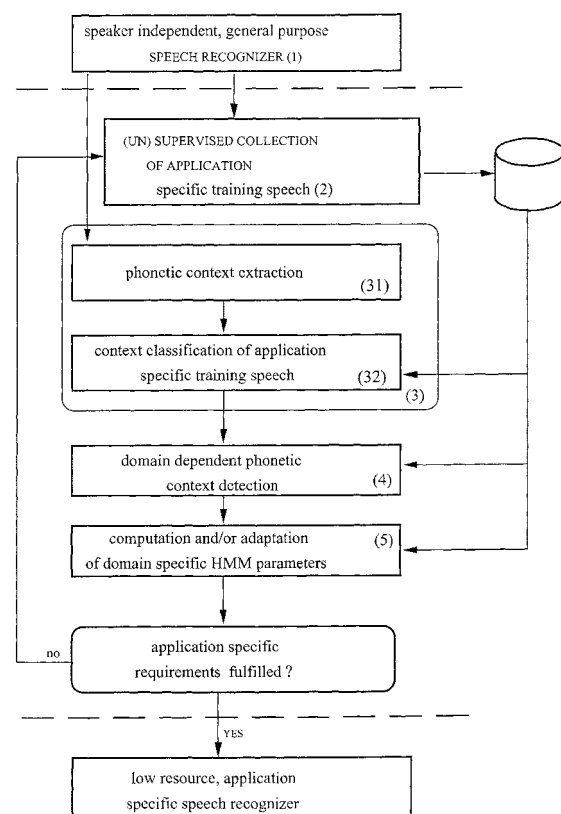 speaker independent, general purpose
SPEECH RECOGNIZER (1)
(UN) SUPERVISED COLLECTION
OF APPLICATION
specific training speech (2)
phonetic context extraction
(31)
context classification of application
specific training speech
(32)
(3)
domain dependent phonetic
context detection
(4)
computation and/or adaptation
(5)
of domain specific HMM parameters
application specific
no
requirements fulfilled ?
YES
low resource, application
specific speech recognizer